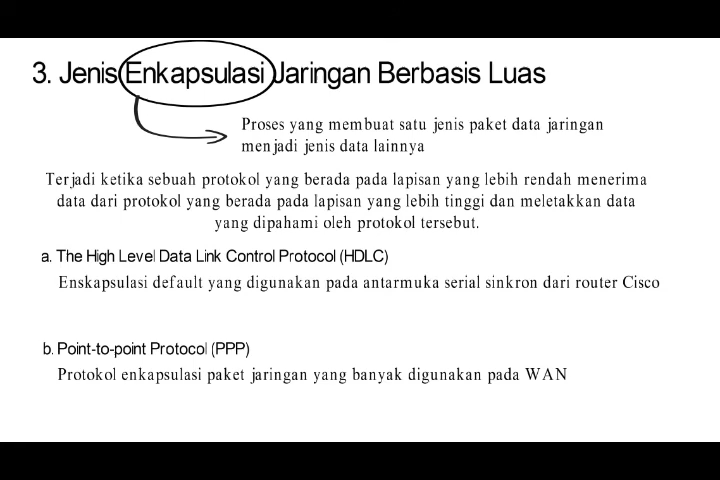 3. Jenis Enkapsulasi Jaringan Berbasis Luas
Proses yang membuat satu jenis paket data jaringan
menjadi jenis data lainnya
Terjadi ketika sebuah protokol yang berada pada lapisan yang lebih rendah menerima
data dari protokol yang berada pada lapisan yang lebih tinggi dan meletakkan data
yang dipahami oleh protokol tersebut.
a. The High Level Data Link Control Protocol (HDLC)
Enskapsulasi default yang digunakan pada antarmuka serial sinkron dari router Cisco
b. Point-to-point Protocol (PPP)
Protokol enkapsulasi paket jaringan yang banyak digunakan pada WAN